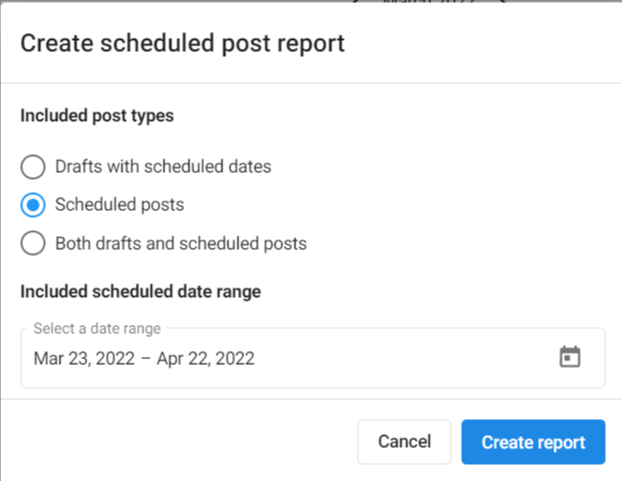 Create scheduled post report
Included post types
Drafts with scheduled dates
Scheduled posts
Both drafts and scheduled posts
Included scheduled date range
Select a date range
Mar 23, 2022 – Apr 22, 2022
Cancel
Create report